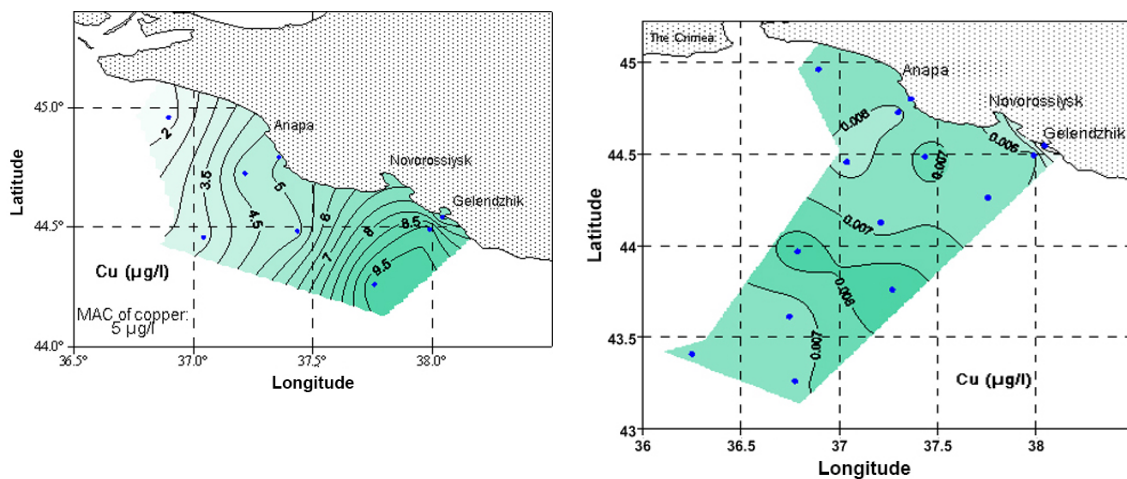 45.0°
44.5°
44.0°
36.5°
37.0°
37.5°
38.0°
Latitude
Longitude
Anapa
Novorossiysk
Gelendzhik
2
3.5
4.5
5
6
7
8
8.5
9.5
Cu (µg/l)
MAC of copper:
5 µg/l
The Crimea
Anapa
Novorossiysk
Gelendzhik
0.008
0.006
0.007
0.007
0.008
0.007
Cu (µg/l)
45
44.5
44
43.5
43
36
36.5
37
37.5
38
Latitude
Longitude